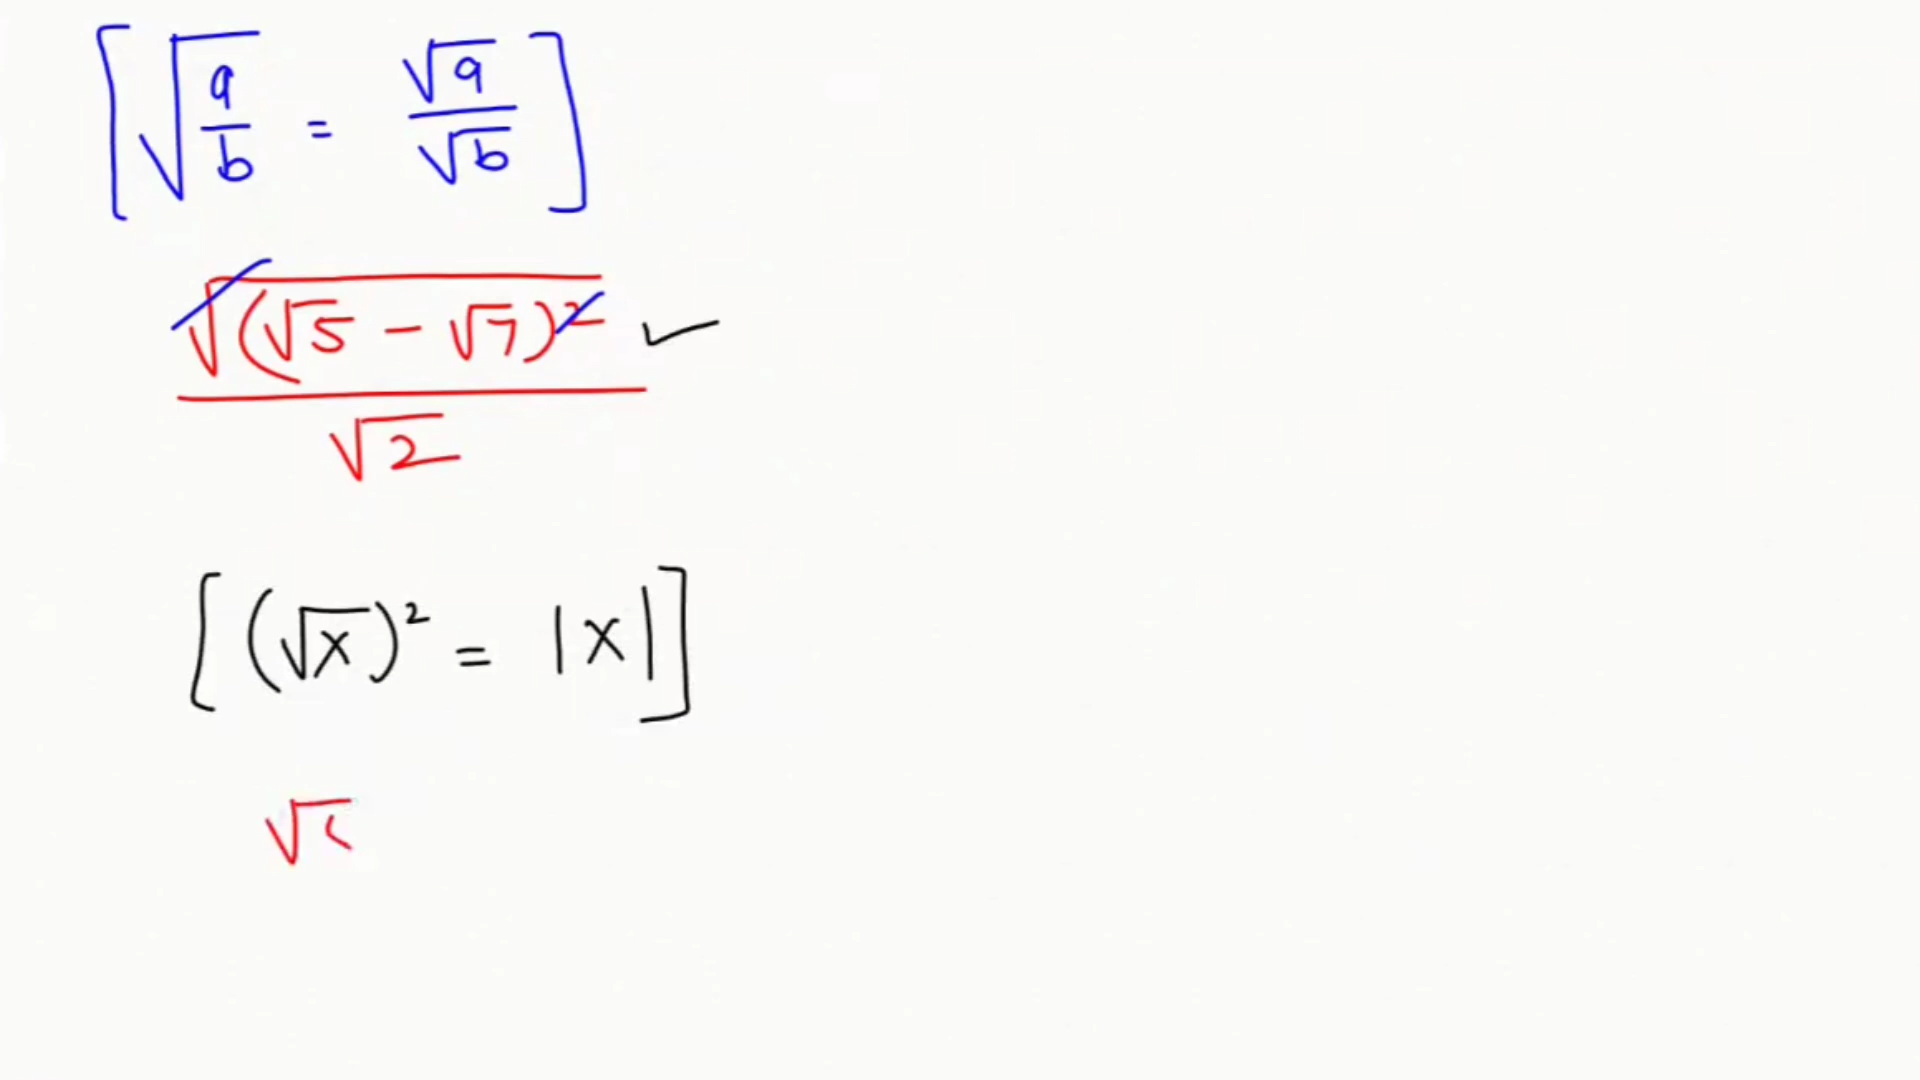 [√(a/b) = √a/√b]
√((√5 - √7)²) ✓
√2
[(√x)² = |x|]
√